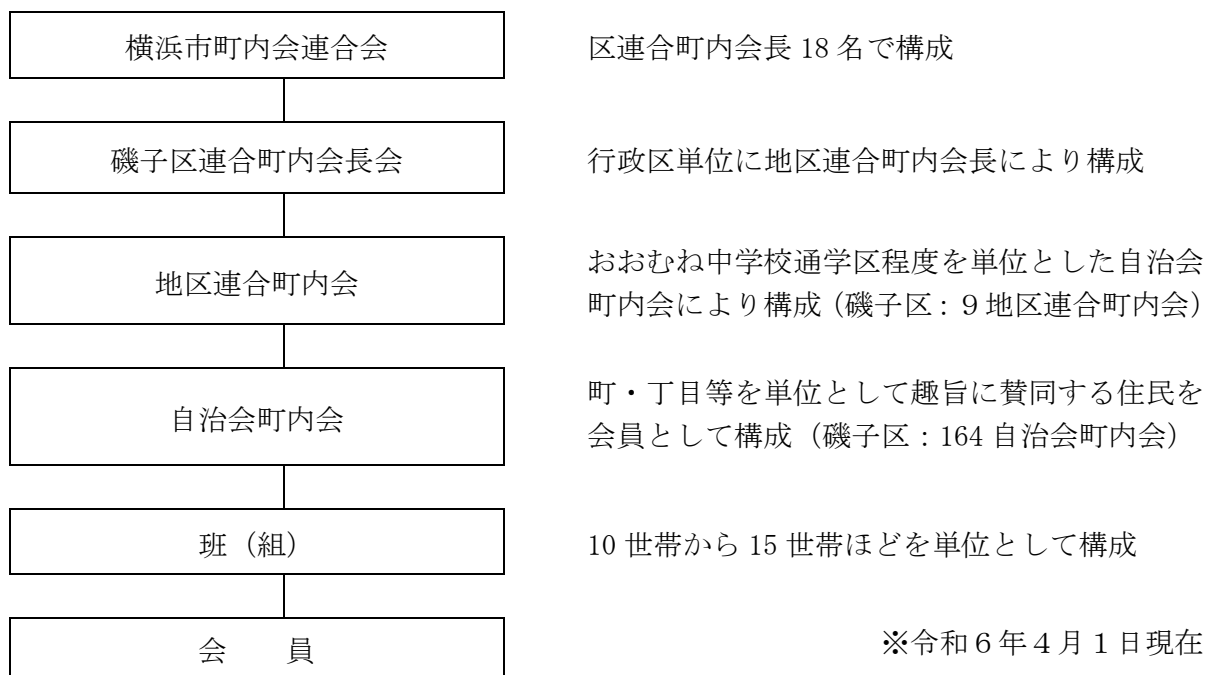 横浜市町内会連合会
区連合町内会長 18 名で構成
磯子区連合町内会長会
行政区単位に地区連合町内会長により構成
地区連合町内会
おおむね中学校通学区程度を単位とした自治会
町内会により構成（磯子区：９地区連合町内会）
自治会町内会
町・丁目等を単位として趣旨に賛同する住民を
会員として構成（磯子区：164 自治会町内会）
班（組）
10 世帯から 15 世帯ほどを単位として構成
会　　員
※令和６年４月１日現在